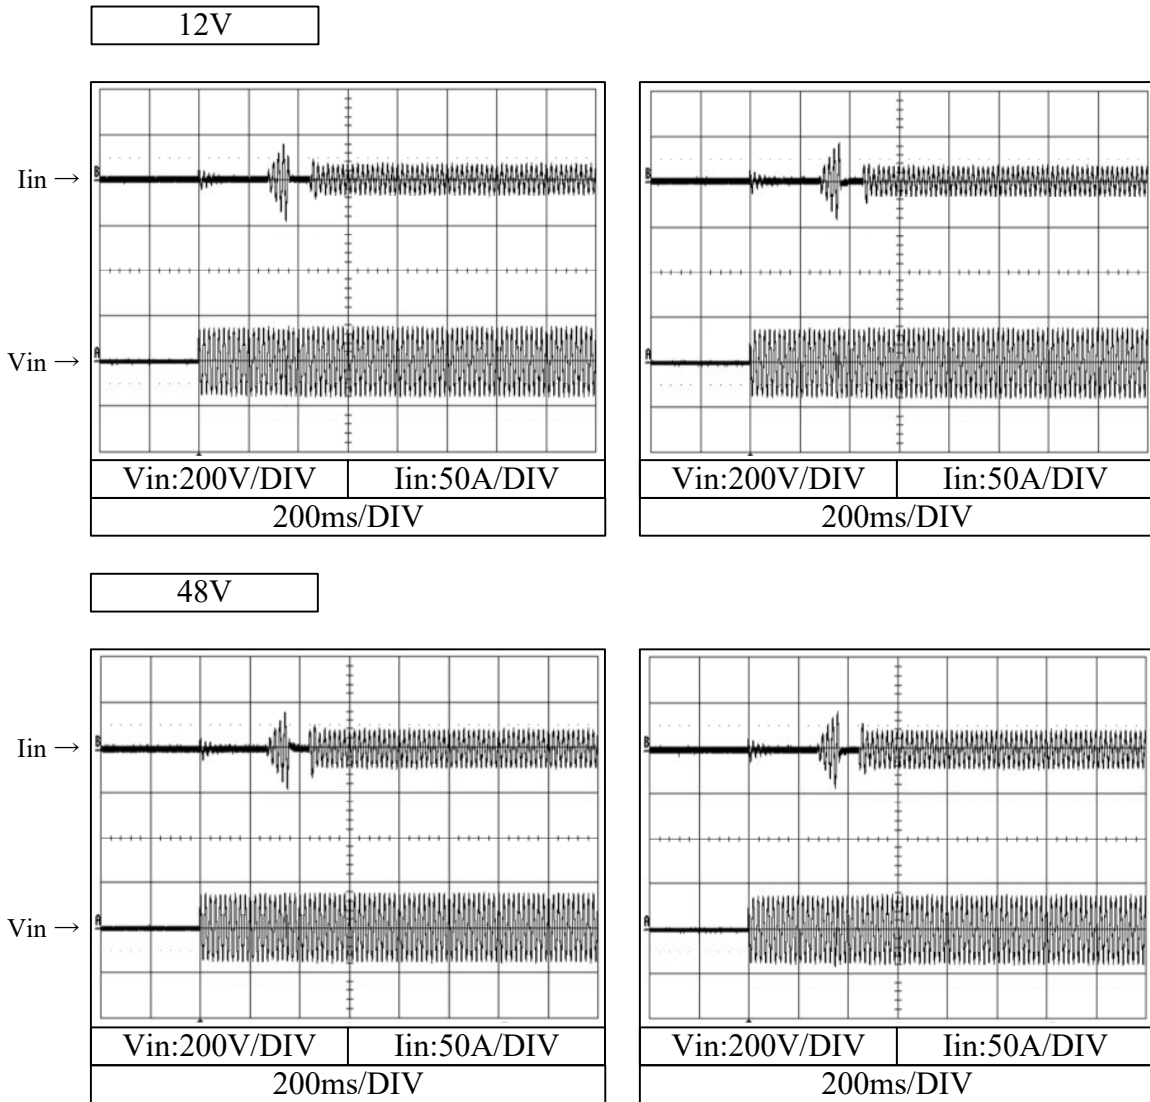 12V
B
B
Iin →
Vin →
A
A
Vin:200V/DIV Iin:50A/DIV
Vin:200V/DIV Iin:50A/DIV
200ms/DIV
200ms/DIV
48V
B
B
Iin →
Vin →
A
A
Vin:200V/DIV Iin:50A/DIV
Vin:200V/DIV Iin:50A/DIV
200ms/DIV
200ms/DIV